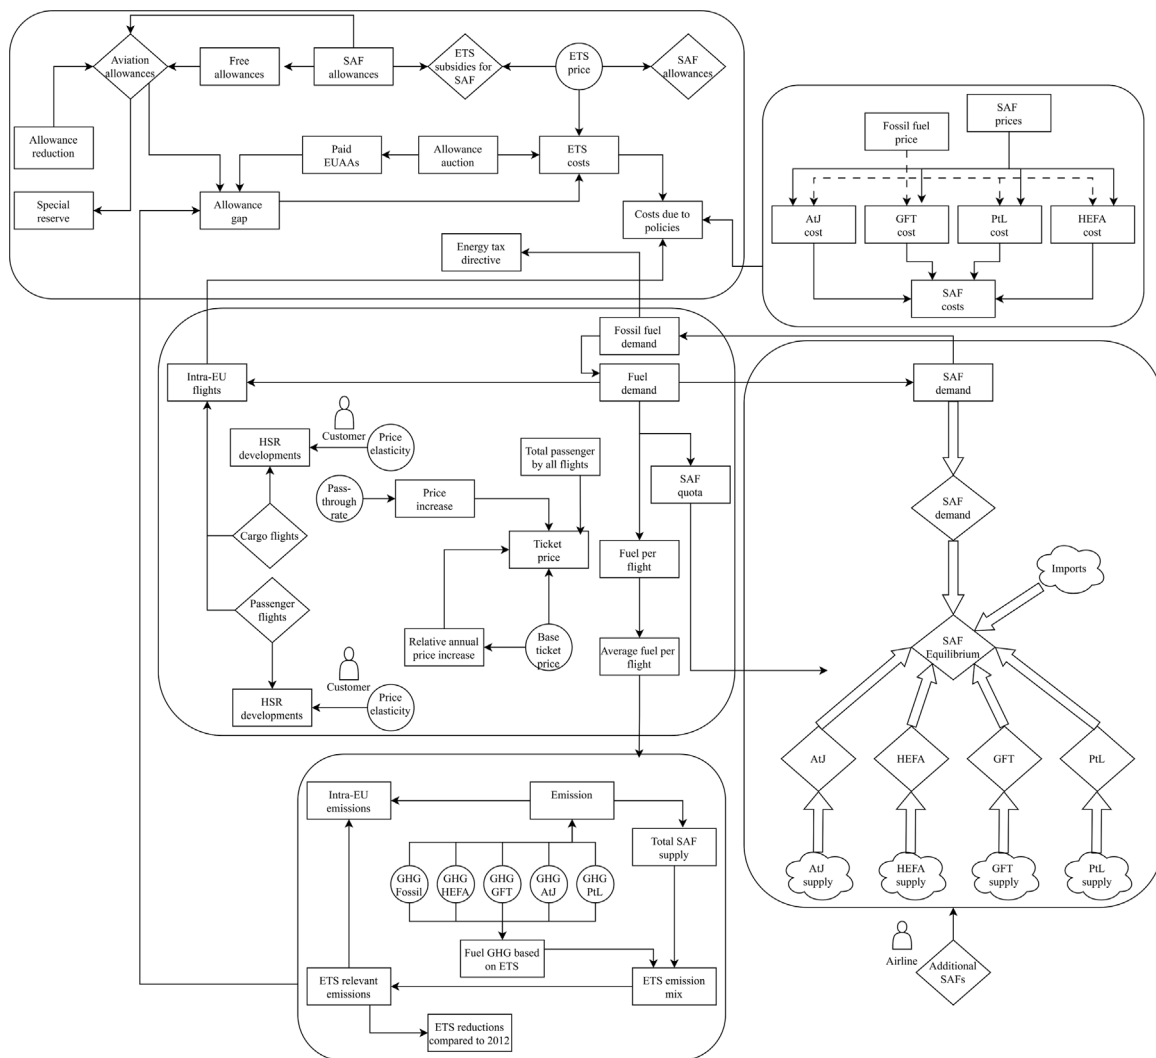 Aviation
allowances
Free
allowances
SAF
allowances
ETS
subsidies for
SAF
ETS
price
SAF
allowances
Allowance
reduction
Paid
EUAAs
Allowance
auction
ETS
costs
Special
reserve
Allowance
gap
Costs due to
policies
Energy tax
directive
Fossil fuel
price
SAF
prices
AtJ
cost
GFT
cost
PtL
cost
HEFA
cost
SAF
costs
Fossil fuel
demand
Intra-EU
flights
Fuel
demand
Customer
HSR
developments
Price
elasticity
Total passenger
by all flights
SAF
quota
Pass-
through
rate
Price
increase
Cargo flights
Ticket
price
Fuel per
flight
Passenger
flights
Relative annual
price increase
Base
ticket
price
Average fuel per
flight
Customer
HSR
developments
Price
elasticity
SAF
demand
SAF
demand
Imports
SAF
Equilibrium
AtJ
HEFA
GFT
PtL
AtJ
supply
HEFA
supply
GFT
supply
PtL
supply
Airline
Additional
SAFs
Intra-EU
emissions
Emission
Total SAF
supply
GHG
Fossil
GHG
HEFA
GHG
GFT
GHG
AtJ
GHG
PtL
Fuel GHG based
on ETS
ETS relevant
emissions
ETS emission
mix
ETS reductions
compared to 2012